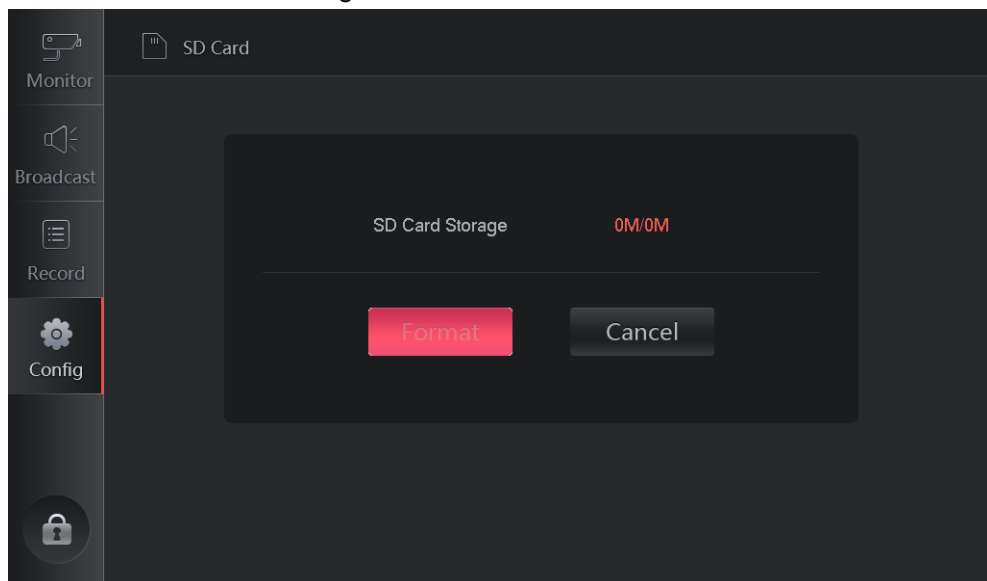 Monitor
SD Card
Broadcast
SD Card Storage 0M/0M
Record
Format Cancel
Config